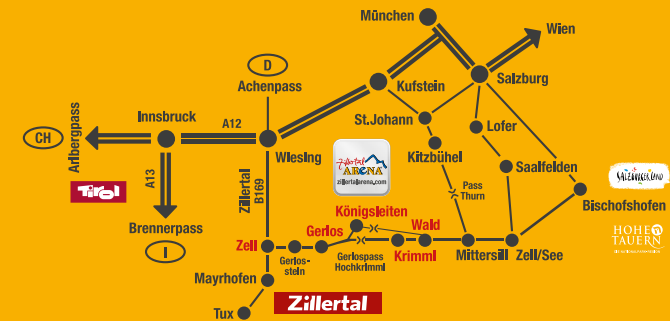 München
Wien
D
Achenpass
Kufstein
Salzburg
Innsbruck
A12
St.Johann
Lofer
CH
Arlbergpass
Wiesing
Zillertal
ARENA
zillertalarena.com
Kitzbühel
Saalfelden
SALZBURGERLAND
Tirol
A13
Zillertal
B169
Pass
Thurn
Bischofshofen
Brennerpass
I
Königsleiten
Zell
Gerlos
Wald
HOHE
TAUERN
Gerlos-
stein
Gerlospass
Hochkrimml
Krimml
Mittersill
Zell/See
Mayrhofen
Zillertal
Tux